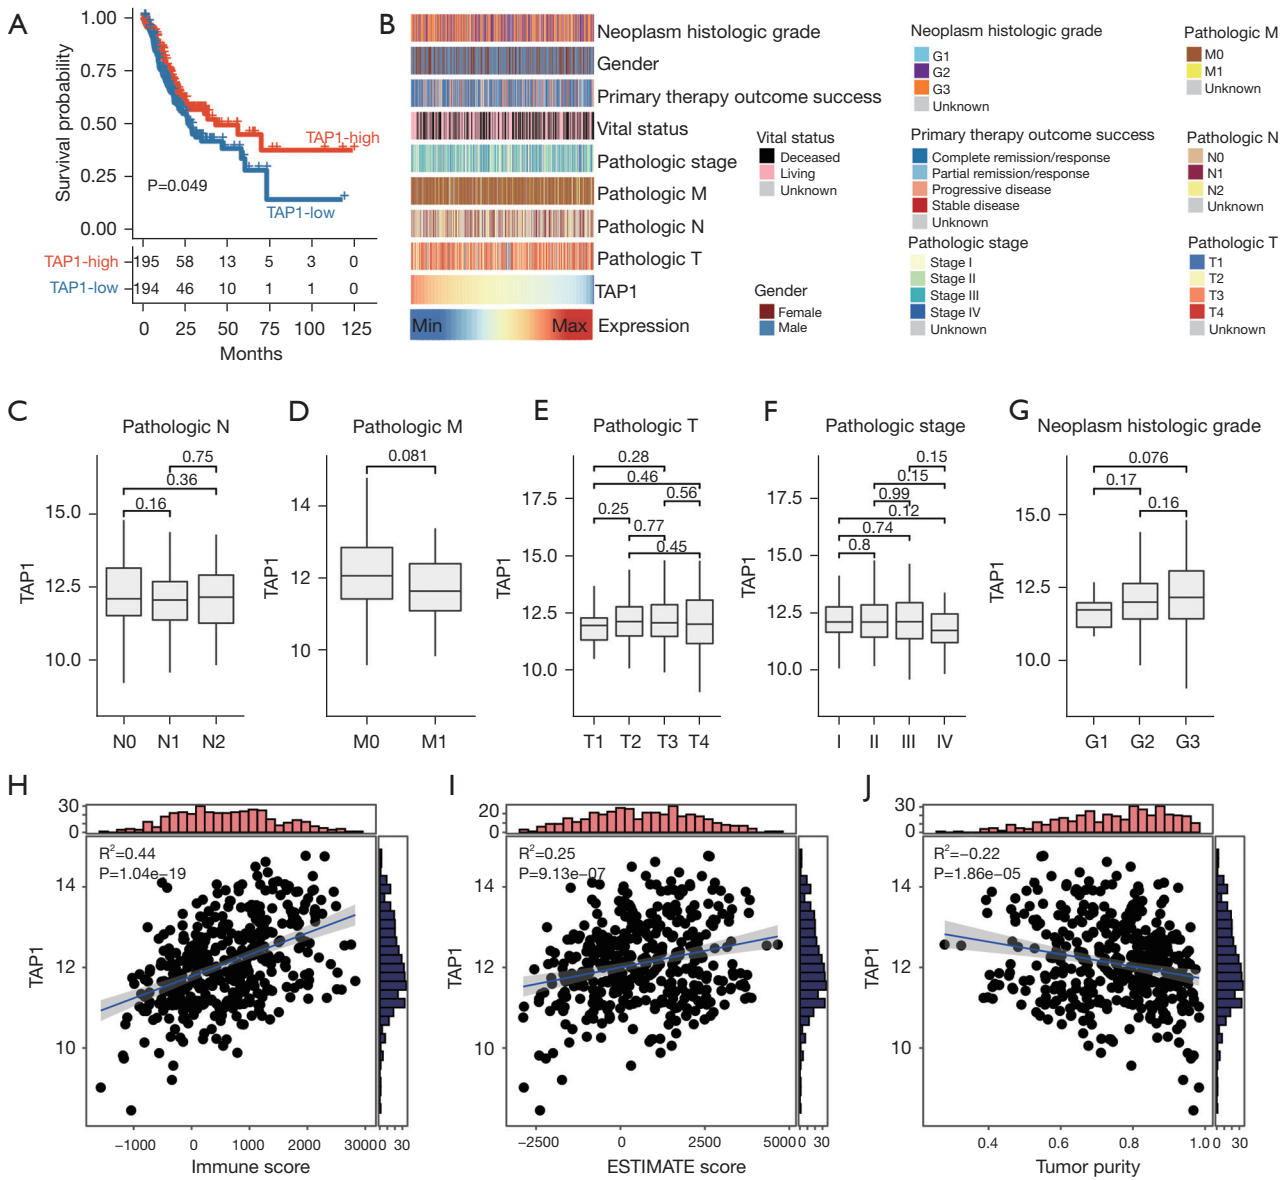 A
1.00
0.75
0.50
0.25
0.00
Survival probability
P=0.049
TAP1-high
TAP1-low
TAP1-high 195 58 13 5 3 0
TAP1-low 194 46 10 1 1 0
0 25 50 75 100 125
Months
B
Neoplasm histologic grade
Gender
Primary therapy outcome success
Vital status
Pathologic stage
Pathologic M
Pathologic N
Pathologic T
TAP1
Min Max Expression
Vital status
Deceased
Living
Unknown
Gender
Female
Male
Neoplasm histologic grade
G1
G2
G3
Unknown
Primary therapy outcome success
Complete remission/response
Partial remission/response
Progressive disease
Stable disease
Unknown
Pathologic stage
Stage I
Stage II
Stage III
Stage IV
Unknown
Pathologic M
M0
M1
Unknown
Pathologic N
N0
N1
N2
Unknown
Pathologic T
T1
T2
T3
T4
Unknown
C
Pathologic N
0.75
0.36
0.16
15.0
12.5
10.0
TAP1
N0 N1 N2
D
Pathologic M
0.081
14
12
10
TAP1
M0 M1
E
Pathologic T
0.28
0.46
0.56
0.25
0.77
0.45
17.5
15.0
12.5
10.0
TAP1
T1 T2 T3 T4
F
Pathologic stage
0.15
0.15
0.99
0.12
0.74
0.8
17.5
15.0
12.5
10.0
TAP1
I II III IV
G
Neoplasm histologic grade
0.076
0.17
0.16
15.0
10.0
TAP1
G1 G2 G3
H
30
0
R²=0.44
P=1.04e−19
14
12
10
TAP1
−1000 0 1000 2000 3000 0 30
Immune score
I
20
0
R²=0.25
P=9.13e−07
14
12
10
TAP1
−2500 0 2500 5000 0 30
ESTIMATE score
J
30
0
R²=−0.22
P=1.86e−05
14
12
10
TAP1
0.4 0.6 0.8 1.0 0 30
Tumor purity